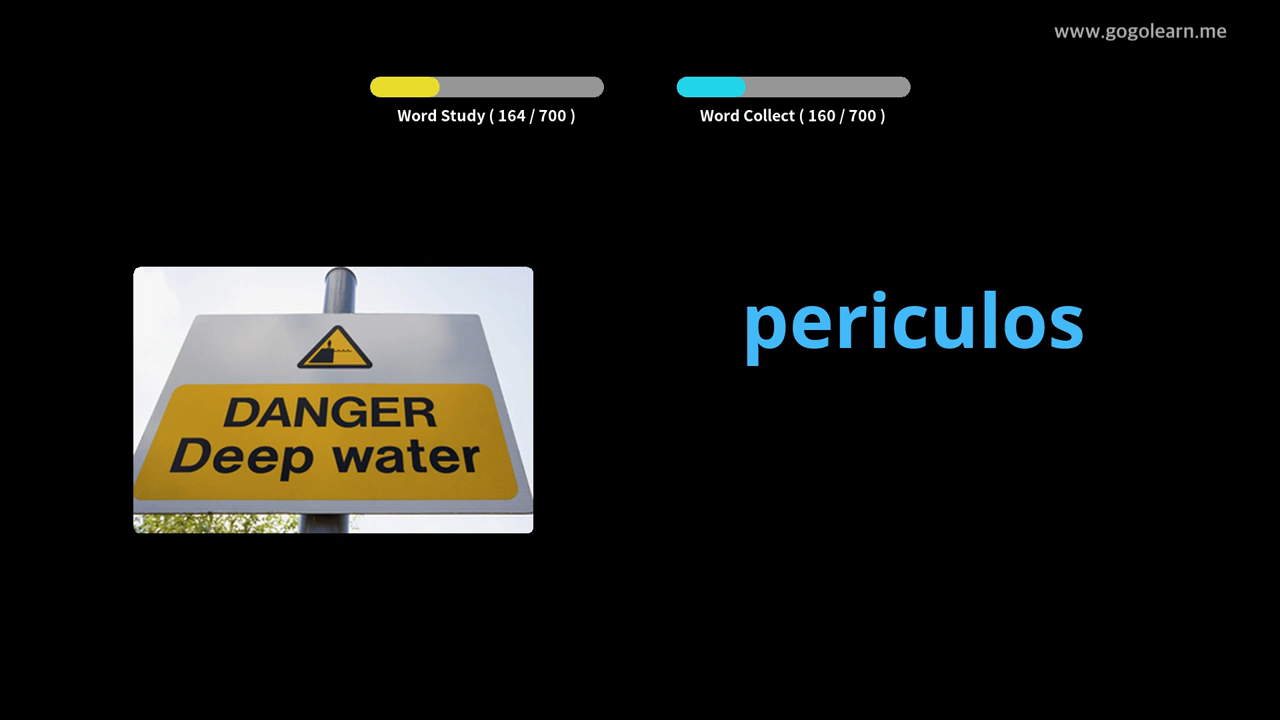 www.gogolearn.me
Word Study ( 164 / 700 )
Word Collect ( 160 / 700 )
periculos
DANGER
Deep water